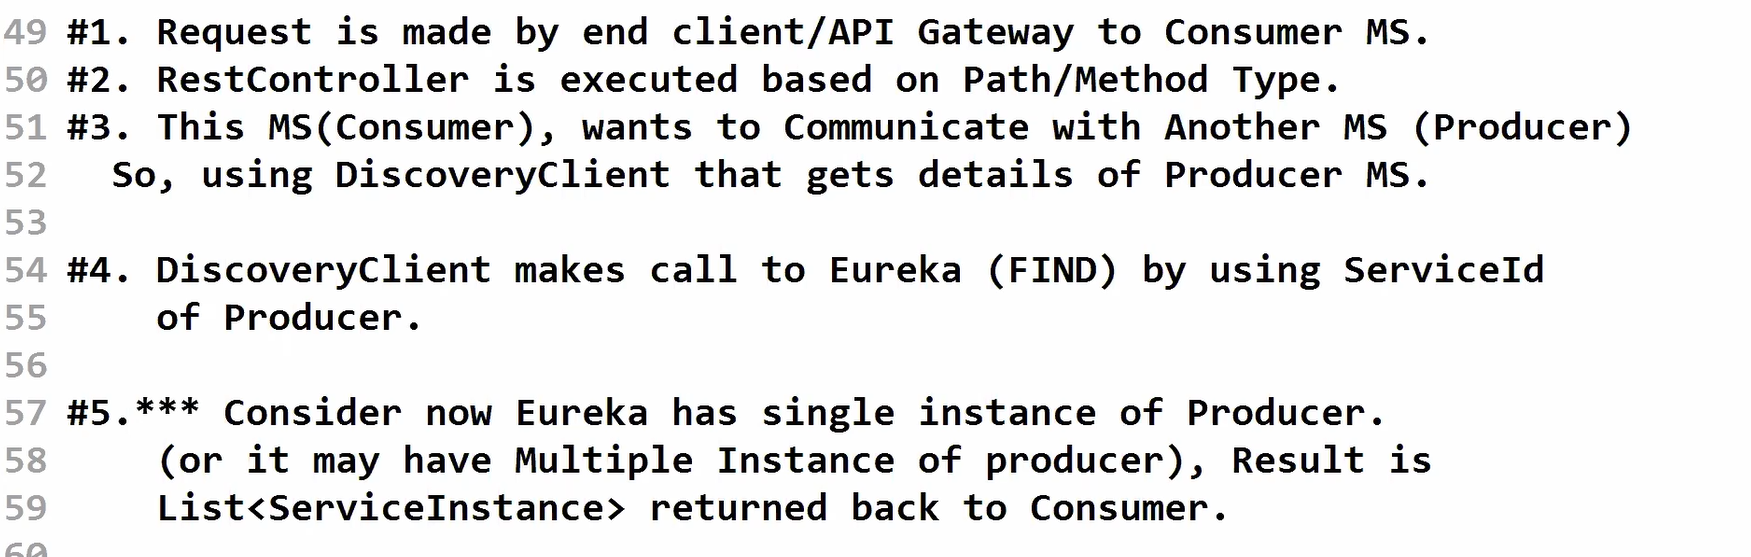 49 #1. Request is made by end client/API Gateway to Consumer MS.
50 #2. RestController is executed based on Path/Method Type.
51 #3. This MS(Consumer), wants to Communicate with Another MS (Producer)
52 So, using DiscoveryClient that gets details of Producer MS.
53
54 #4. DiscoveryClient makes call to Eureka (FIND) by using ServiceId
55 of Producer.
56
57 #5.*** Consider now Eureka has single instance of Producer.
58 (or it may have Multiple Instance of producer), Result is
59 List<ServiceInstance> returned back to Consumer.
60